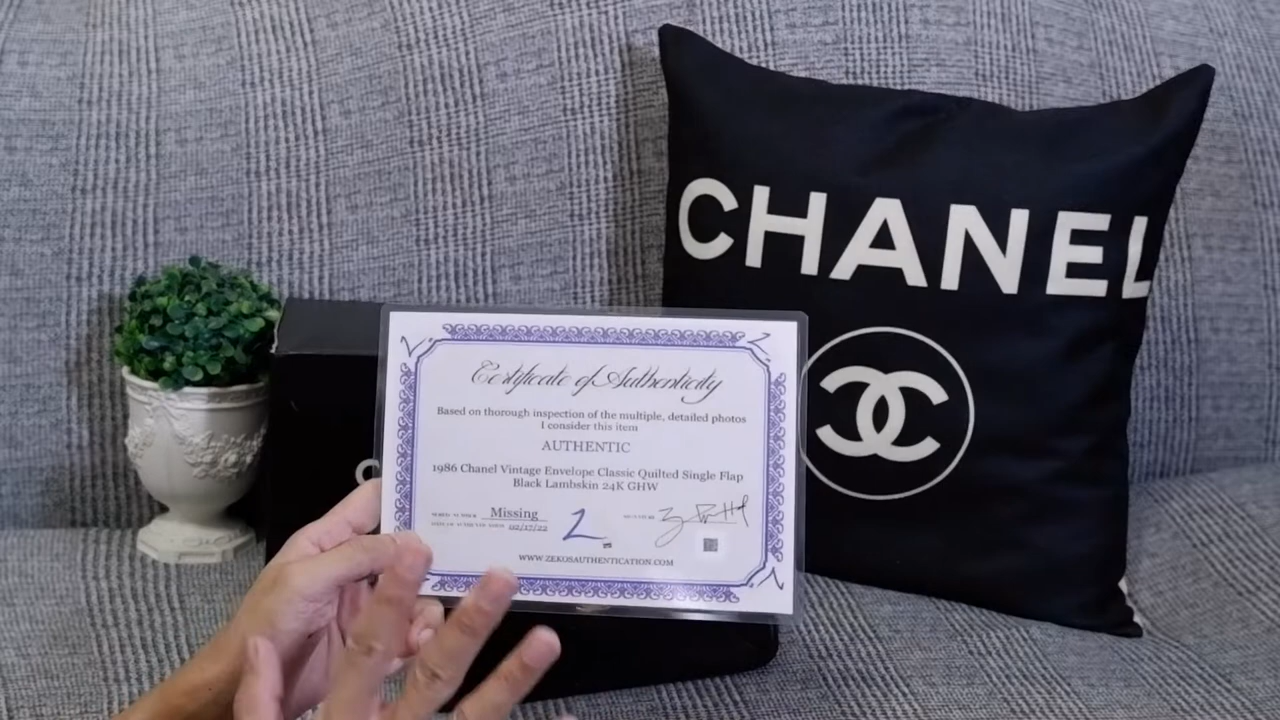 CHANEL
Certificate of Authenticity
Based on thorough inspection of the multiple, detailed photos
I consider this item
AUTHENTIC
1986 Chanel Vintage Envelope Classic Quilted Single Flap
Black Lambskin 24K GHW
Missing
02/17/22
WWW.ZEKOSAUTHENTICATION.COM